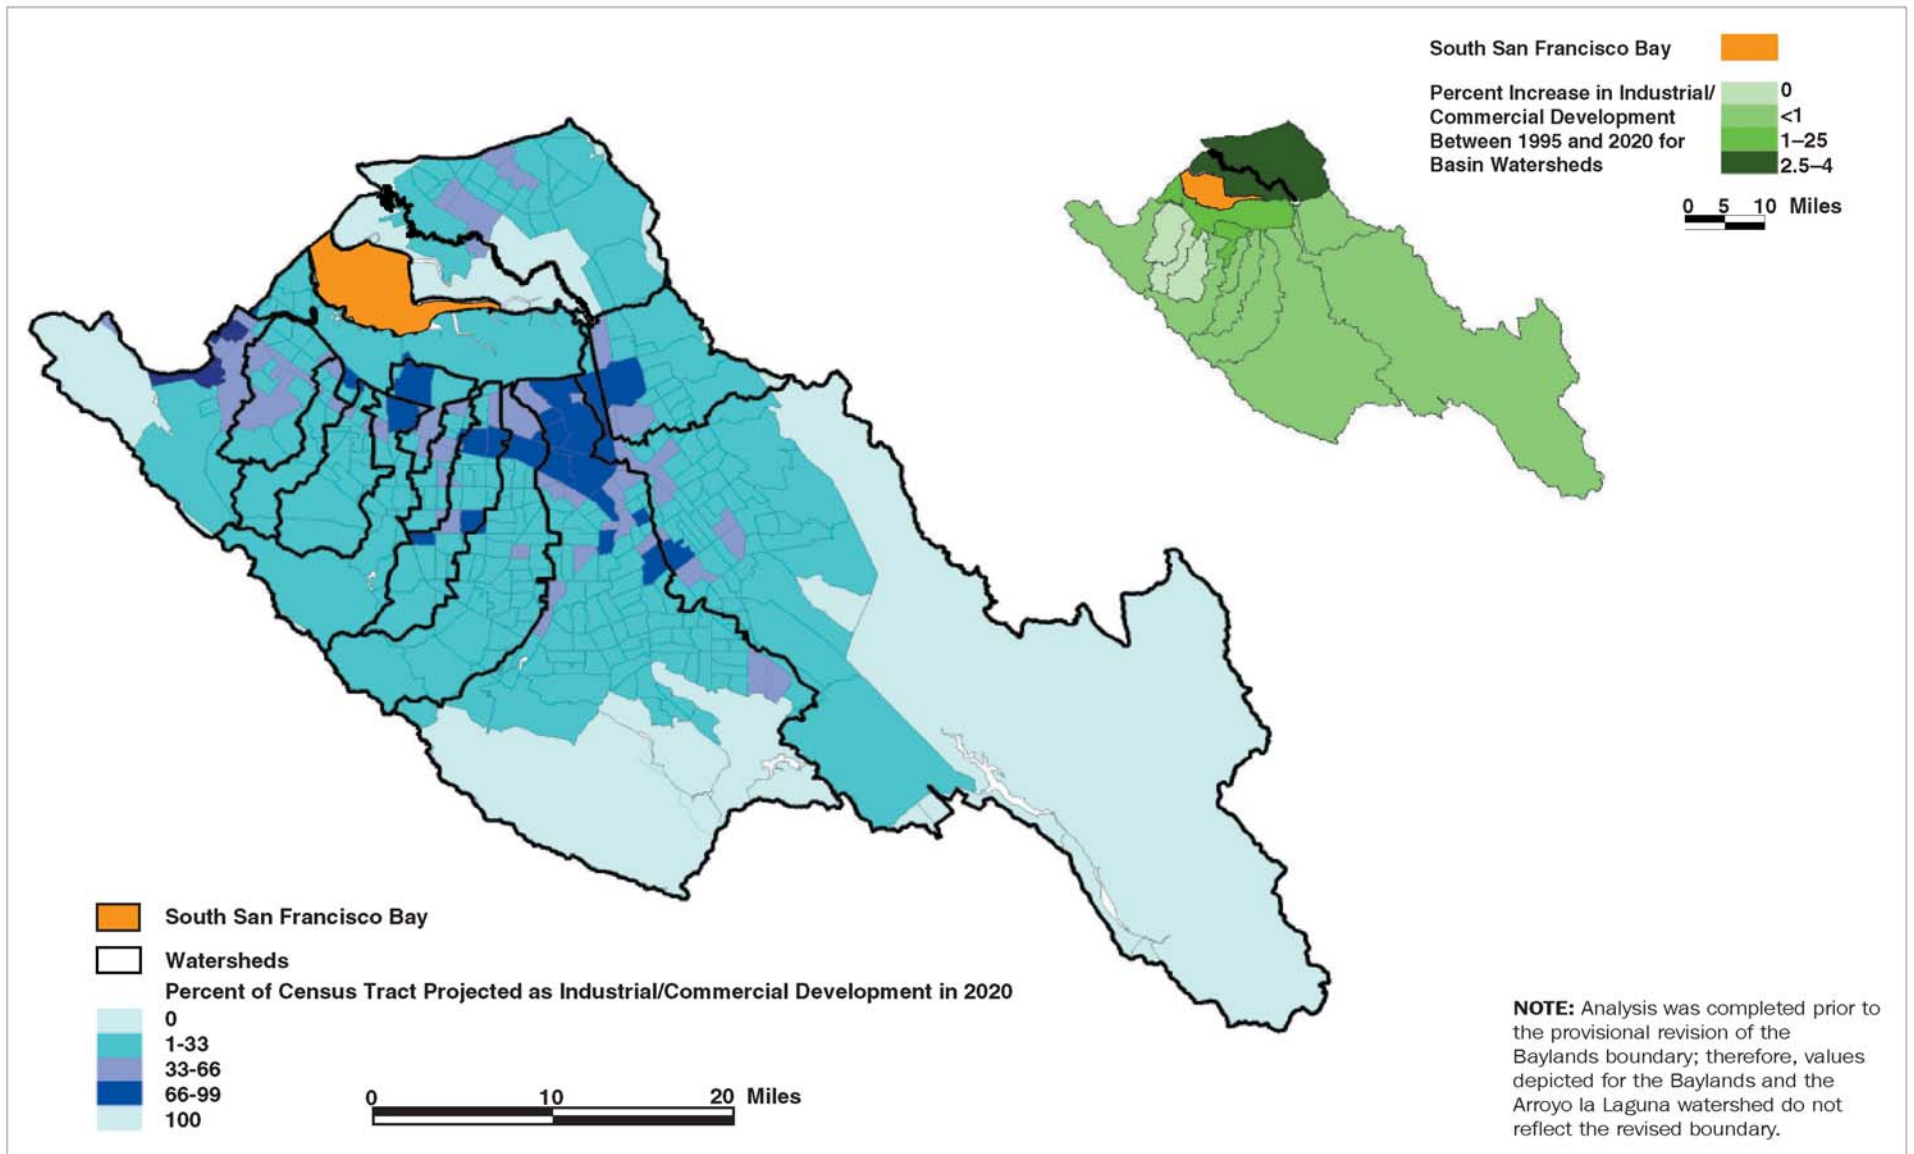 South San Francisco Bay
Percent Increase in Industrial/
Commercial Development
Between 1995 and 2020 for
Basin Watersheds
0
<1
1–25
2.5–4
0 5 10 Miles
South San Francisco Bay
Watersheds
Percent of Census Tract Projected as Industrial/Commercial Development in 2020
0
1-33
33-66
66-99
100
0 10 20 Miles
NOTE: Analysis was completed prior to
the provisional revision of the
Baylands boundary; therefore, values
depicted for the Baylands and the
Arroyo la Laguna watershed do not
reflect the revised boundary.